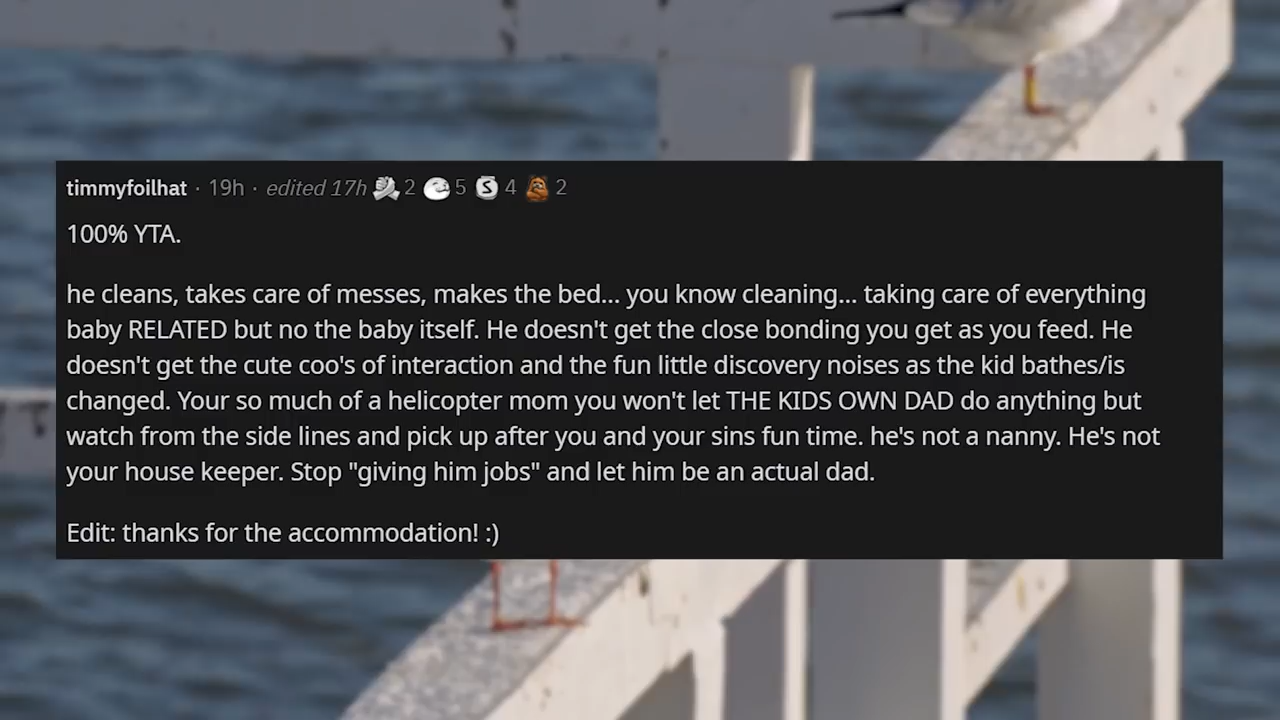 timmyfoilhat · 19h · edited 17h 2 5 S 4 2
100% YTA.
he cleans, takes care of messes, makes the bed... you know cleaning... taking care of everything
baby RELATED but no the baby itself. He doesn't get the close bonding you get as you feed. He
doesn't get the cute coo's of interaction and the fun little discovery noises as the kid bathes/is
changed. Your so much of a helicopter mom you won't let THE KIDS OWN DAD do anything but
watch from the side lines and pick up after you and your sins fun time. he's not a nanny. He's not
your house keeper. Stop "giving him jobs" and let him be an actual dad.
Edit: thanks for the accommodation! :)